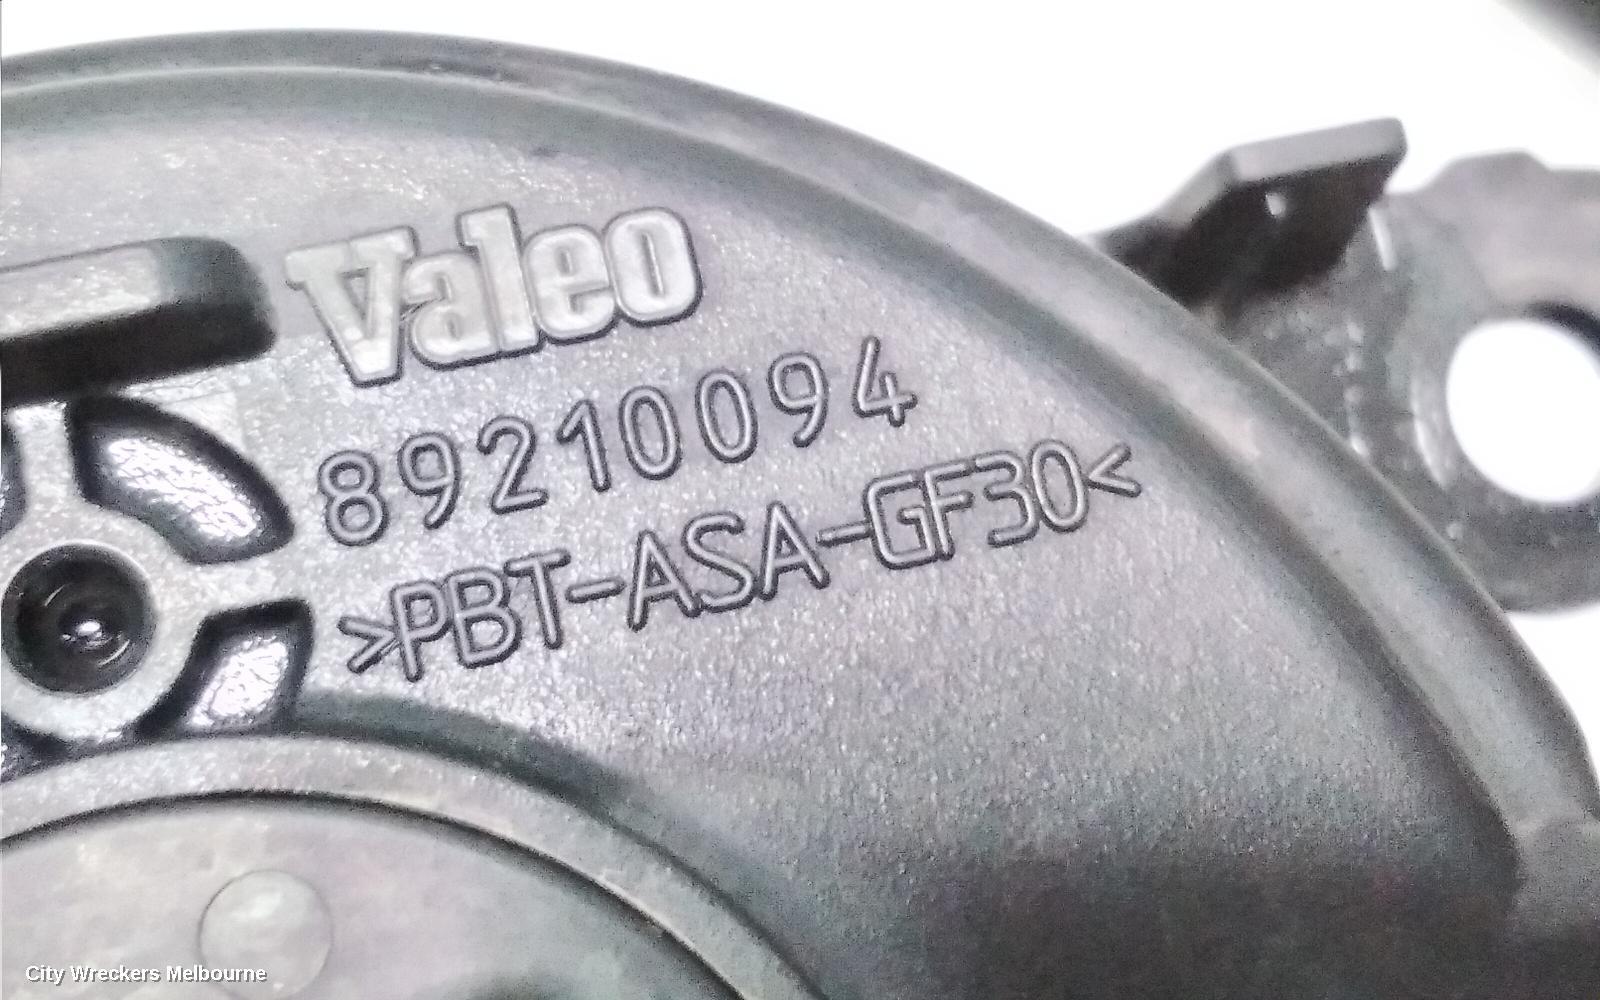 Valeo
89210094
>PBT-ASA-GF30<
City Wreckers Melbourne